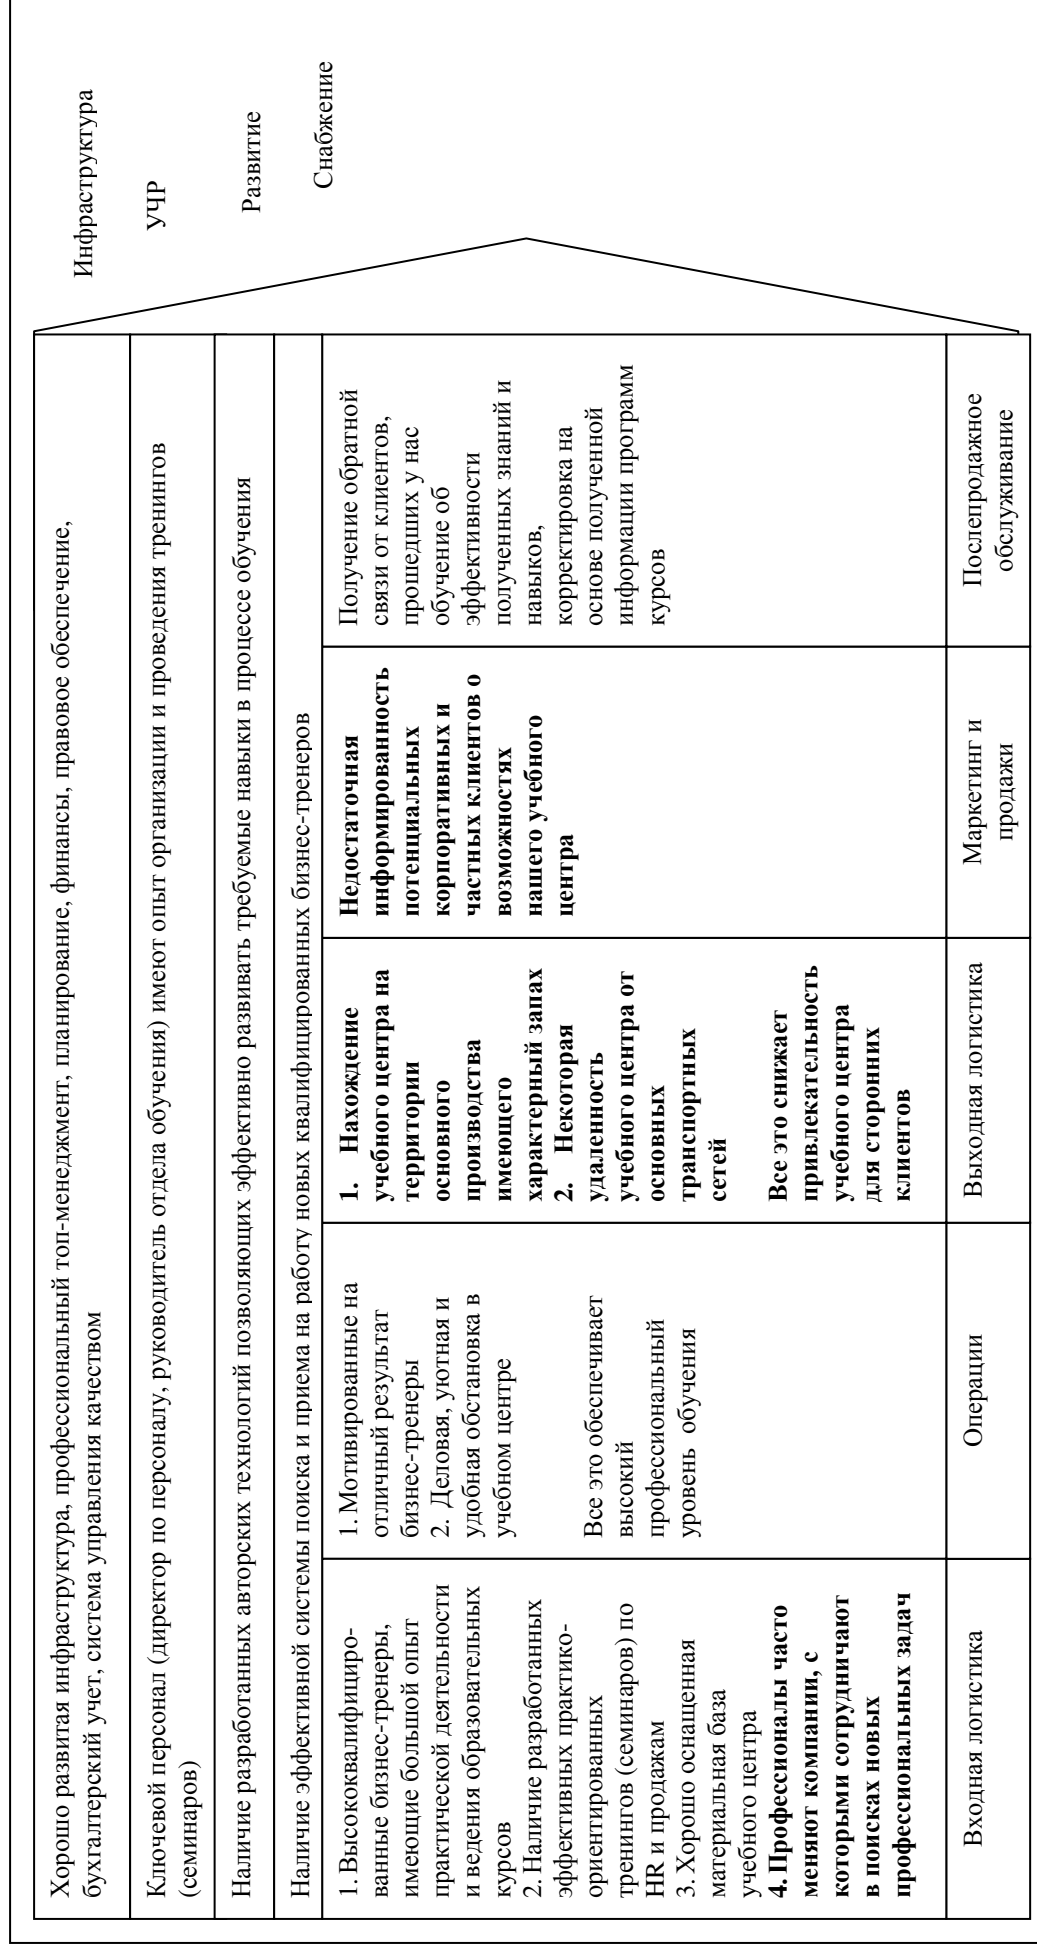 Хорошо развитая инфраструктура, профессиональный топ-менеджмент, планирование, финансы, правовое обеспечение,
бухгалтерский учет, система управления качеством
Инфраструктура
Ключевой персонал (директор по персоналу, руководитель отдела обучения) имеют опыт организации и проведения тренингов
(семинаров)
УЧР
Наличие разработанных авторских технологий позволяющих эффективно развивать требуемые навыки в процессе обучения
Развитие
Наличие эффективной системы поиска и приема на работу новых квалифицированных бизнес-тренеров
Снабжение
1. Высококвалифициро-
ванные бизнес-тренеры,
имеющие большой опыт
практической деятельности
и ведения образовательных
курсов
2. Наличие разработанных
эффективных практико-
ориентированных
тренингов (семинаров) по
HR и продажам
3. Хорошо оснащенная
материальная база
учебного центра
4. Профессионалы часто
меняют компании, с
которыми сотрудничают
в поисках новых
профессиональных задач
1. Мотивированные на
отличный результат
бизнес-тренеры
2. Деловая, уютная и
удобная обстановка в
учебном центре
Все это обеспечивает
высокий
профессиональный
уровень обучения
1. Нахождение
учебного центра на
территории
основного
производства
имеющего
характерный запах
2. Некоторая
удаленность
учебного центра от
основных
транспортных
сетей
Все это снижает
привлекательность
учебного центра
для сторонних
клиентов
Недостаточная
информированность
потенциальных
корпоративных и
частных клиентов о
возможностях
нашего учебного
центра
Получение обратной
связи от клиентов,
прошедших у нас
обучение об
эффективности
полученных знаний и
навыков,
корректировка на
основе полученной
информации программ
курсов
Входная логистика
Операции
Выходная логистика
Маркетинг и
продажи
Послепродажное
обслуживание